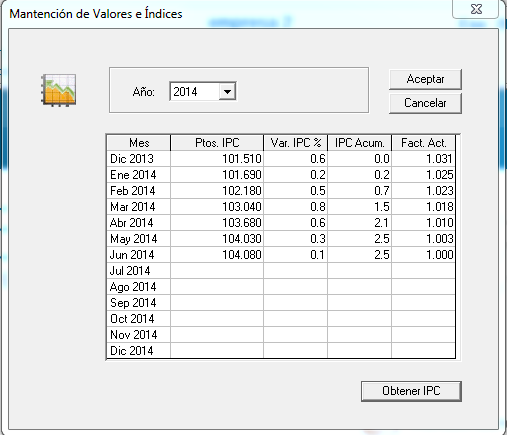 Mantención de Valores e Índices
Año: 2014
Aceptar
Cancelar
Mes Ptos. IPC Var. IPC % IPC Acum. Fact. Act.
Dic 2013 101.510 0.6 0.0 1.031
Ene 2014 101.690 0.2 0.2 1.025
Feb 2014 102.180 0.5 0.7 1.023
Mar 2014 103.040 0.8 1.5 1.018
Abr 2014 103.680 0.6 2.1 1.010
May 2014 104.030 0.3 2.5 1.003
Jun 2014 104.080 0.1 2.5 1.000
Jul 2014
Ago 2014
Sep 2014
Oct 2014
Nov 2014
Dic 2014
Obtener IPC